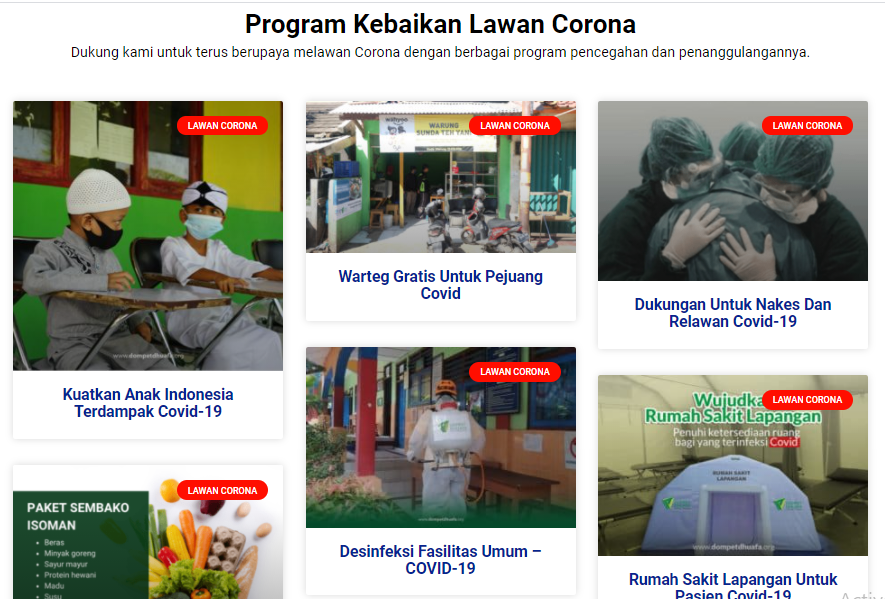 Program Kebaikan Lawan Corona
Dukung kami untuk terus berupaya melawan Corona dengan berbagai program pencegahan dan penanggulangannya.
LAWAN CORONA
www.dompetdhuafa.org
Kuatkan Anak Indonesia
Terdampak Covid-19
LAWAN CORONA
PAKET SEMBAKO
ISOMAN
Beras
Minyak goreng
Sayur mayur
Protein hewani
Madu
Susu
WARUNG
SUNDA TEH YAN
LAWAN CORONA
Warteg Gratis Untuk Pejuang
Covid
LAWAN CORONA
www.dompetdhuafa.org
Desinfeksi Fasilitas Umum –
COVID-19
LAWAN CORONA
Dukungan Untuk Nakes Dan
Relawan Covid-19
LAWAN CORONA
Wujudka
Rumah Sakit Lapangan
Penuhi ketersediaan ruang
bagi yang terinfeksi Covid
RUMAH SAKIT
LAPANGAN
www.dompetdhuafa.org
Rumah Sakit Lapangan Untuk
Pasien Covid-19
Activ